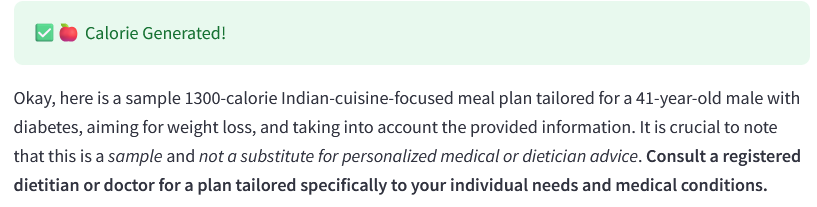 ✅🍎 Calorie Generated!
Okay, here is a sample 1300-calorie Indian-cuisine-focused meal plan tailored for a 41-year-old male with
diabetes, aiming for weight loss, and taking into account the provided information. It is crucial to note
that this is a sample and not a substitute for personalized medical or dietician advice. Consult a registered
dietitian or doctor for a plan tailored specifically to your individual needs and medical conditions.